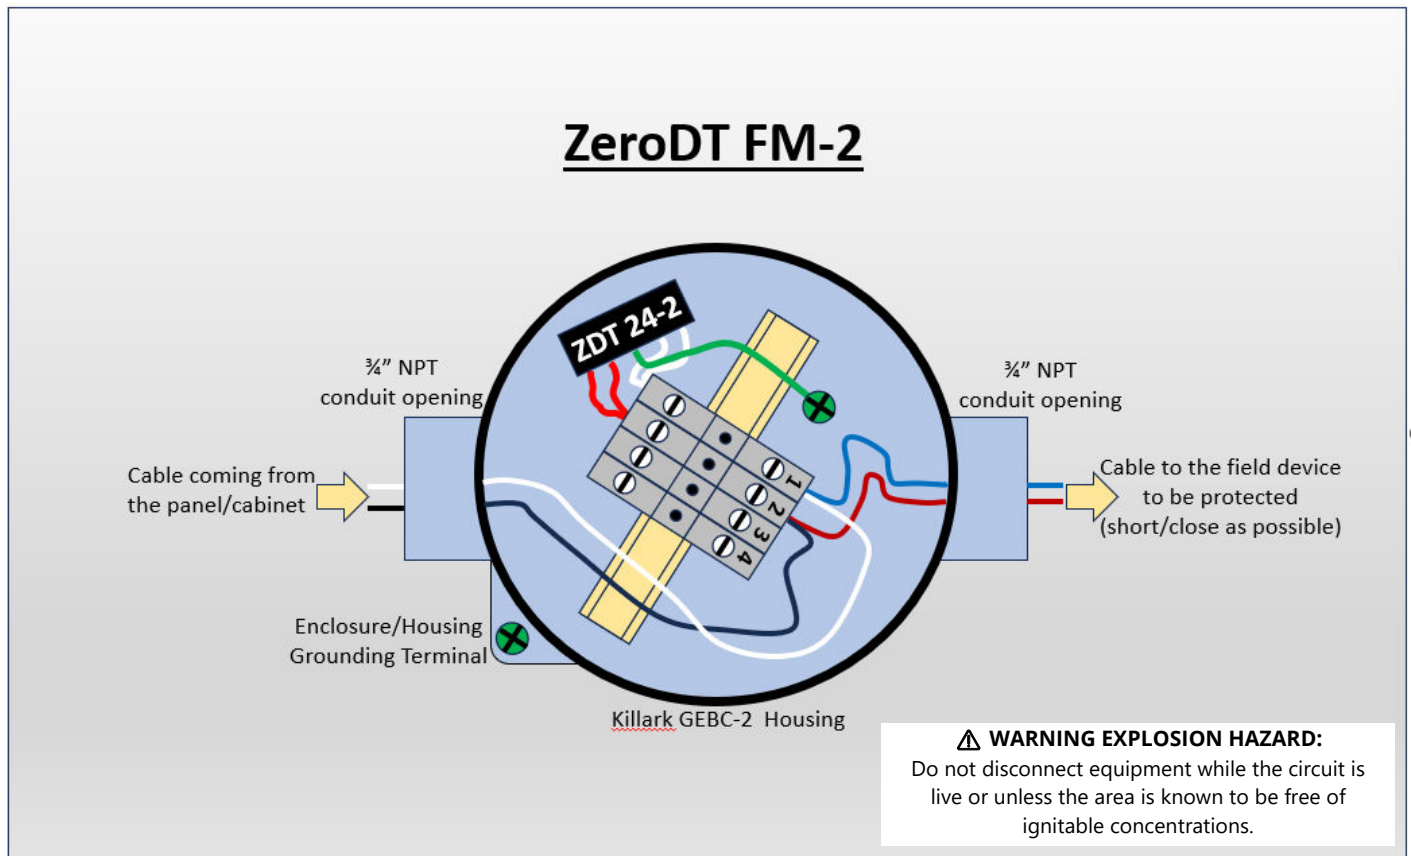 ZeroDT FM-2
ZDT 24-2
¾” NPT
conduit opening
¾” NPT
conduit opening
Cable coming from
the panel/cabinet
1
2
3
4
Cable to the field device
to be protected
(short/close as possible)
Enclosure/Housing
Grounding Terminal
Killark GEBC-2 Housing
⚠ WARNING EXPLOSION HAZARD:
Do not disconnect equipment while the circuit is
live or unless the area is known to be free of
ignitable concentrations.